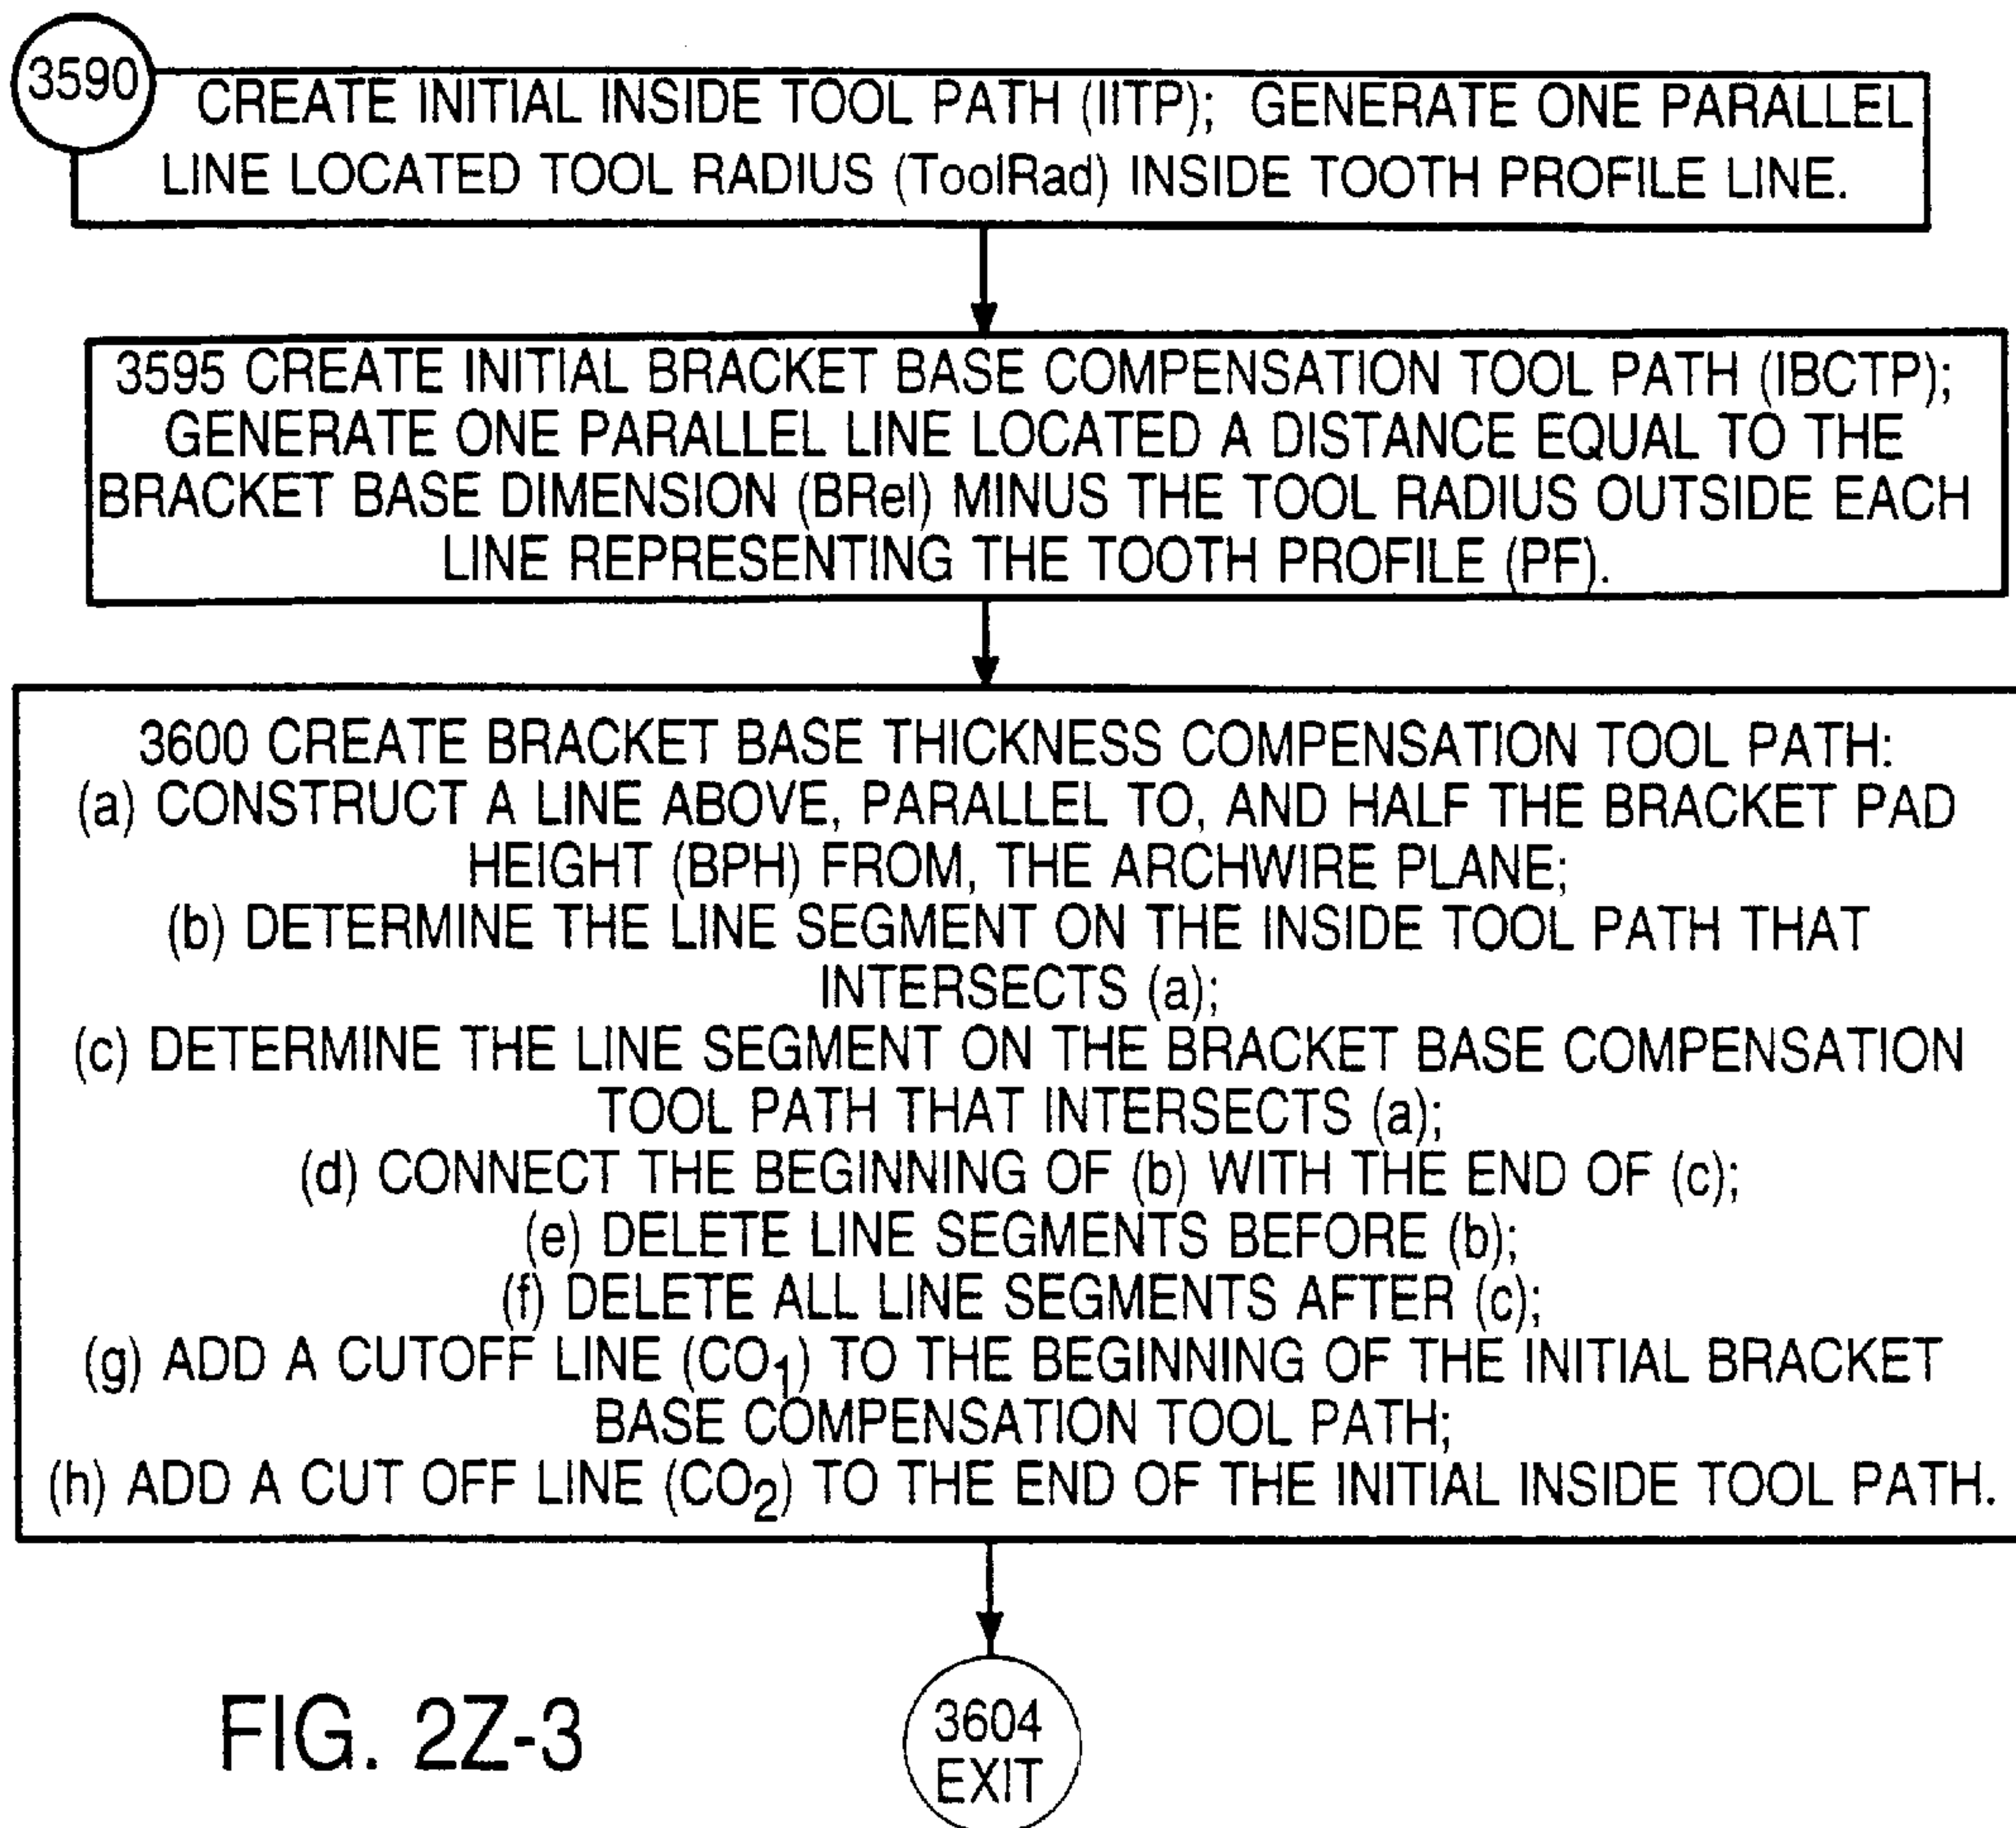 3590
CREATE INITIAL INSIDE TOOL PATH (IITP); GENERATE ONE PARALLEL
LINE LOCATED TOOL RADIUS (ToolRad) INSIDE TOOTH PROFILE LINE.
3595 CREATE INITIAL BRACKET BASE COMPENSATION TOOL PATH (IBCTP);
GENERATE ONE PARALLEL LINE LOCATED A DISTANCE EQUAL TO THE
BRACKET BASE DIMENSION (BRel) MINUS THE TOOL RADIUS OUTSIDE EACH
LINE REPRESENTING THE TOOTH PROFILE (PF).
3600 CREATE BRACKET BASE THICKNESS COMPENSATION TOOL PATH:
(a) CONSTRUCT A LINE ABOVE, PARALLEL TO, AND HALF THE BRACKET PAD
HEIGHT (BPH) FROM, THE ARCHWIRE PLANE;
(b) DETERMINE THE LINE SEGMENT ON THE INSIDE TOOL PATH THAT
INTERSECTS (a);
(c) DETERMINE THE LINE SEGMENT ON THE BRACKET BASE COMPENSATION
TOOL PATH THAT INTERSECTS (a);
(d) CONNECT THE BEGINNING OF (b) WITH THE END OF (c);
(e) DELETE LINE SEGMENTS BEFORE (b);
(f) DELETE ALL LINE SEGMENTS AFTER (c);
(g) ADD A CUTOFF LINE (CO₁) TO THE BEGINNING OF THE INITIAL BRACKET
BASE COMPENSATION TOOL PATH;
(h) ADD A CUT OFF LINE (CO₂) TO THE END OF THE INITIAL INSIDE TOOL PATH.
3604
EXIT
FIG. 2Z-3